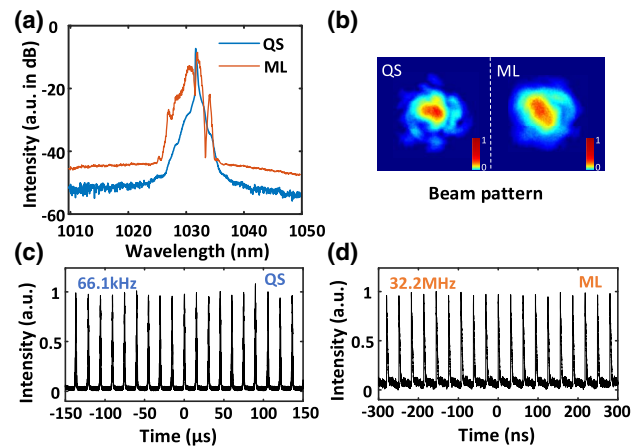 (a)
0
-20
-40
-60
1010 1020 1030 1040 1050
Intensity (a.u. in dB)
Wavelength (nm)
QS
ML
(b)
QS
ML
1
0
1
0
Beam pattern
(c)
66.1kHz
QS
1
0.5
0
-150 -100 -50 0 50 100 150
Intensity (a.u.)
Time (μs)
(d)
32.2MHz
ML
1
0.5
0
-300 -200 -100 0 100 200 300
Intensity (a.u.)
Time (ns)